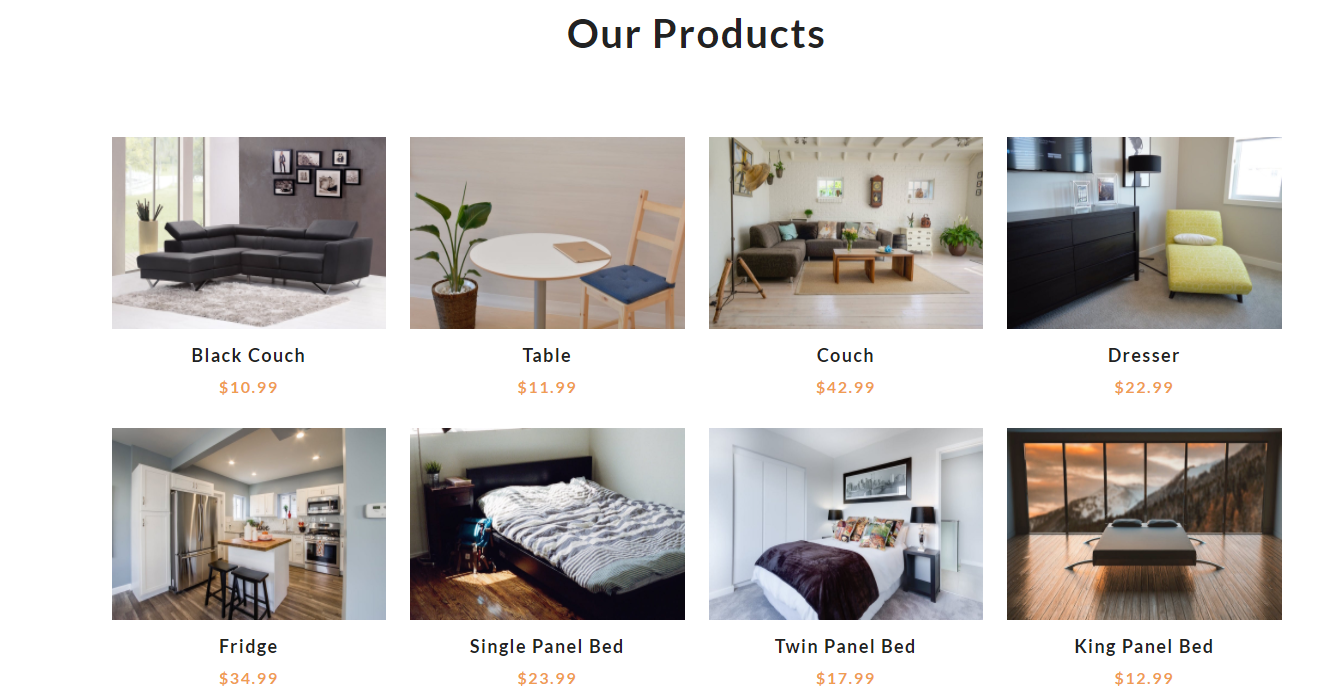 Our Products
Black Couch
$10.99
Table
$11.99
Couch
$42.99
Dresser
$22.99
Fridge
$34.99
Single Panel Bed
$23.99
Twin Panel Bed
$17.99
King Panel Bed
$12.99